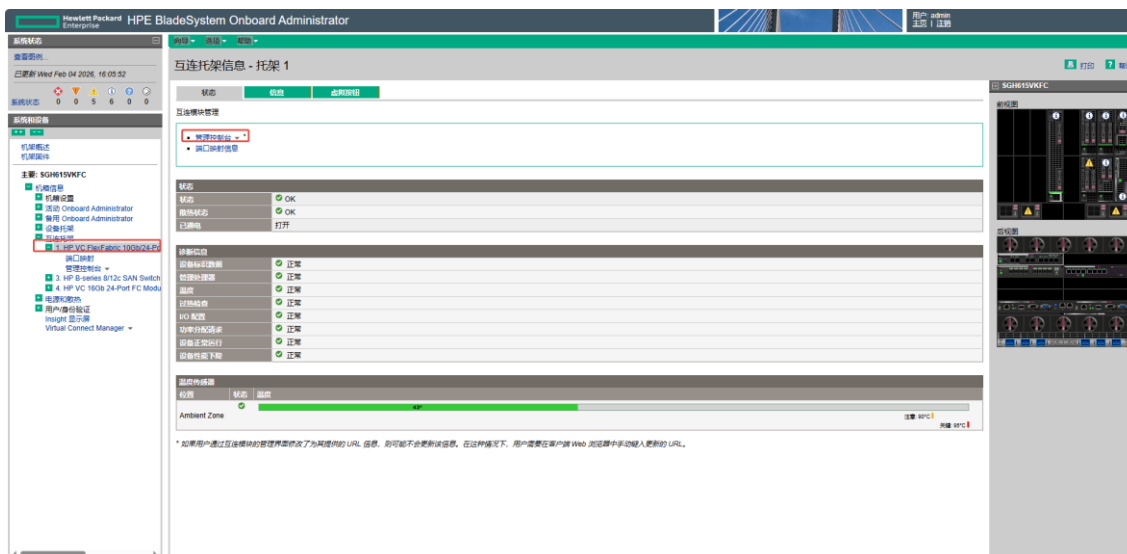 Hewlett Packard Enterprise HPE BladeSystem Onboard Administrator
用户: admin
主页 | 注销
系统状态
向导 选项 帮助
查看图例...
已更新 Wed Feb 04 2026, 16:05:52
系统状态 0 0 5 6 0 0
系统和设备
机架概述
机架固件
主要: SGH615VKFC
机箱信息
机箱设置
活动 Onboard Administrator
备用 Onboard Administrator
设备托架
互连托架
1. HP VC FlexFabric 10Gb/24-Po
端口映射
管理控制台
3. HP B-series 8/12c SAN Switch
4. HP VC 16Gb 24-Port FC Modu
电源和散热
用户/身份验证
Insight 显示屏
Virtual Connect Manager
互连托架信息 - 托架 1
打印
状态 信息 虚拟按钮
互连模块管理
管理控制台 *
端口映射信息
状态
状态 OK
散热状态 OK
已通电 打开
诊断信息
设备标识数据 正常
管理处理器 正常
温度 正常
过热检查 正常
I/O 配置 正常
功率分配请求 正常
设备正常运行 正常
设备性能下降 正常
温度传感器
位置 状态 温度
Ambient Zone 43°
注意: 90°C
关键: 95°C
* 如果用户通过互连模块的管理界面修改了为其提供的 URL 信息，则可能不会更新该信息。在这种情况下，用户需要在客户端 Web 浏览器中手动键入更新的 URL。
SGH615VKFC
前视图
后视图